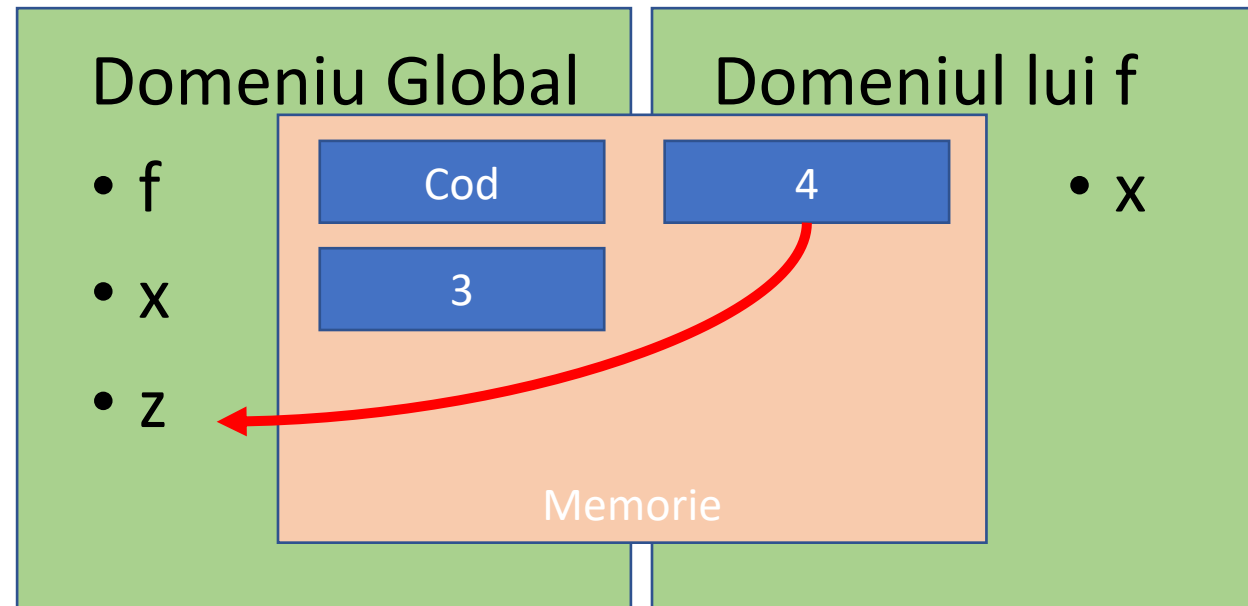 Domeniu Global
• f
• x
• z
Cod
3
4
Memorie
Domeniul lui f
• x